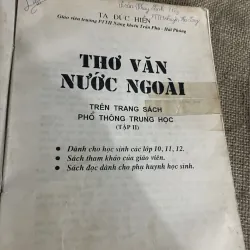 TẠ ĐỨC HIỀN
Giáo viên trường PTTH Năng khiếu Trần Phú - Hải Phòng
THƠ VĂN
NƯỚC NGOÀI
TRÊN TRANG SÁCH
PHỔ THÔNG TRUNG HỌC
(TẬP II)
• Dành cho học sinh các lớp 10, 11, 12.
• Sách tham khảo của giáo viên.
• Sách đọc dành cho phụ huynh học sinh.